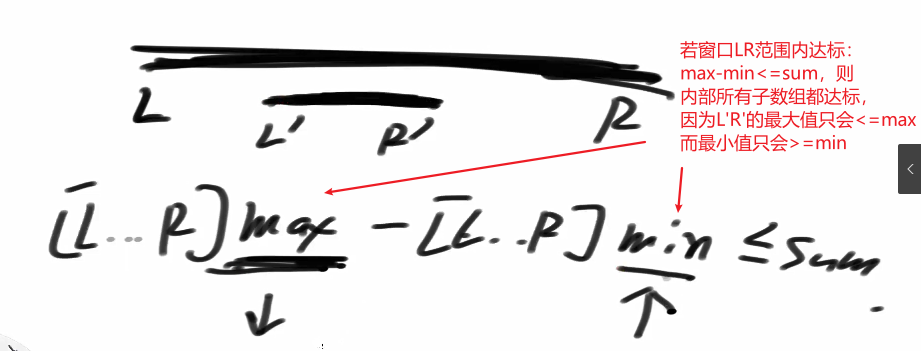 若窗口LR范围内达标：
max-min<=sum，则
内部所有子数组都达标，
因为L'R'的最大值只会<=max
而最小值只会>=min
L L' R' R
[L...R]max - [L...R]min ≤ sum.